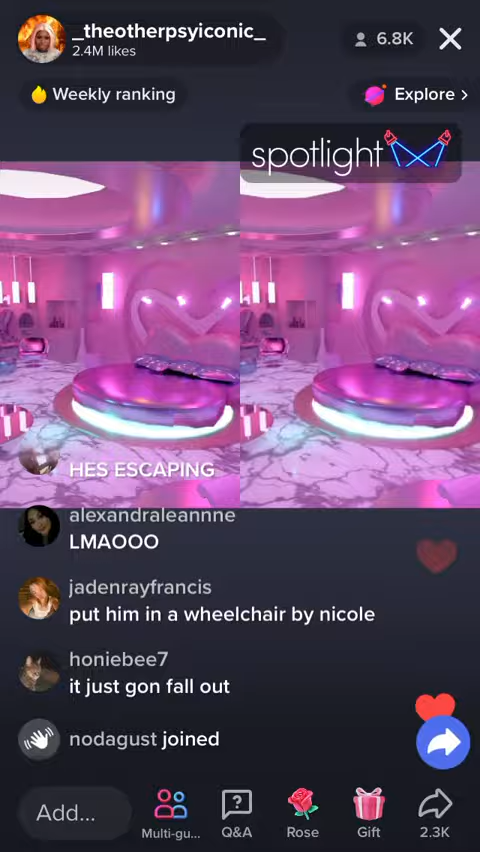 _theotherpsyiconic_
2.4M likes
6.8K
Weekly ranking
Explore >
spotlight
HES ESCAPING
alexandraleannne
LMAOOO
jadenrayfrancis
put him in a wheelchair by nicole
honiebee7
it just gon fall out
nodagust joined
Add...
Multi-gu...
Q&A
Rose
Gift
2.3K